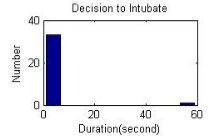 Decision to Intubate
40
20
0
Number
0 20 40 60
Duration(second)